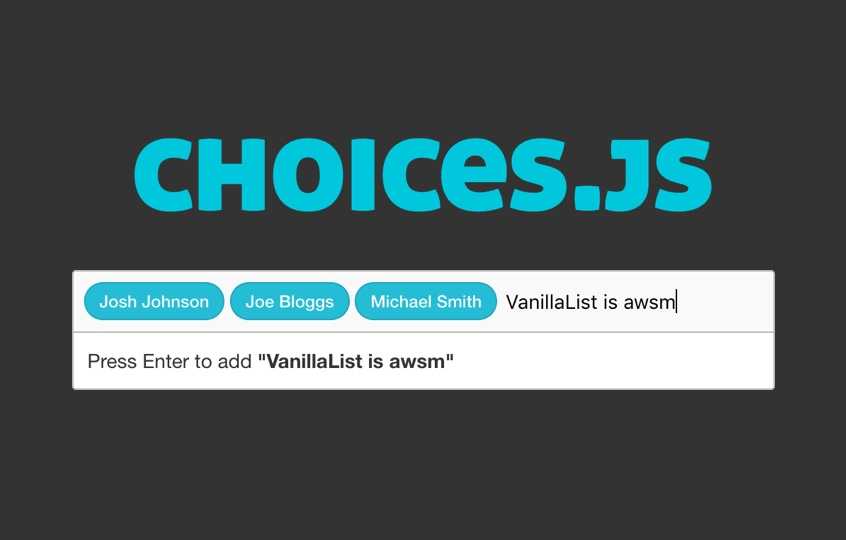 CHOICES.JS
Josh Johnson Joe Bloggs Michael Smith VanillaList is awsm
Press Enter to add "VanillaList is awsm"